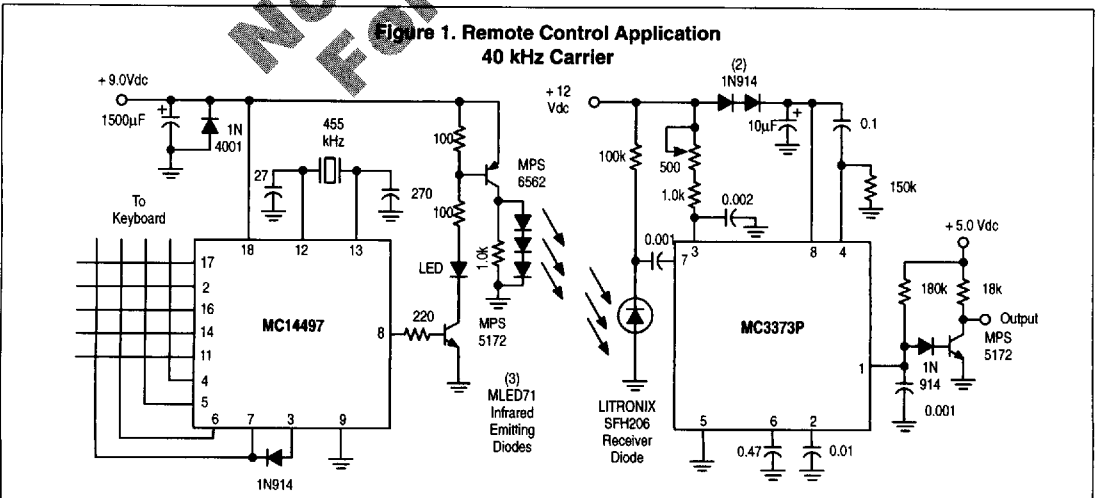 NO
FOR
Figure 1. Remote Control Application
40 kHz Carrier
+ 9.0Vdc
1500µF
+
1N
4001
455
kHz
27
270
100
100
MPS
6562
1.0k
LED
To
Keyboard
18
12
13
17
2
16
14
11
4
5
6
7
3
9
8
MC14497
220
MPS
5172
1N914
(3)
MLED71
Infrared
Emitting
Diodes
+ 12
Vdc
100k
500
1.0k
0.002
0.001
(2)
1N914
10µF
+
0.1
150k
3
7
8
4
MC3373P
1
5
6
2
0.47
0.01
LITRONIX
SFH206
Receiver
Diode
+ 5.0 Vdc
180k
18k
Output
MPS
5172
1N
914
0.001